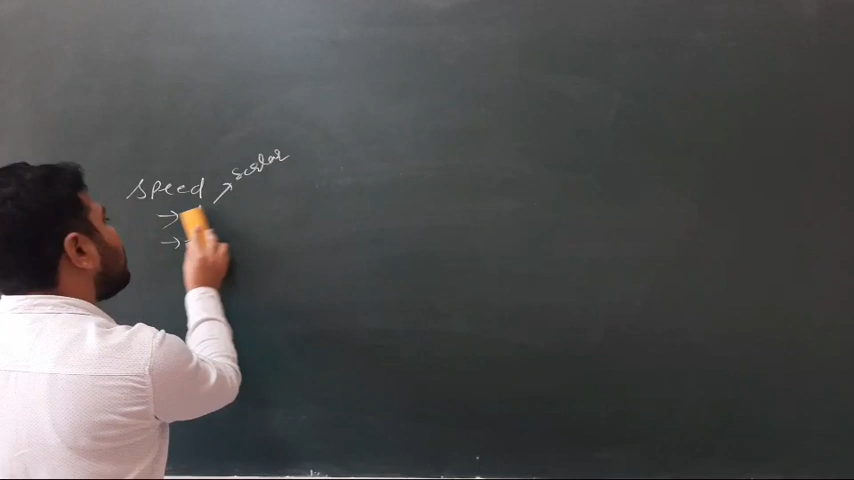 speed
→ scalar
→
→